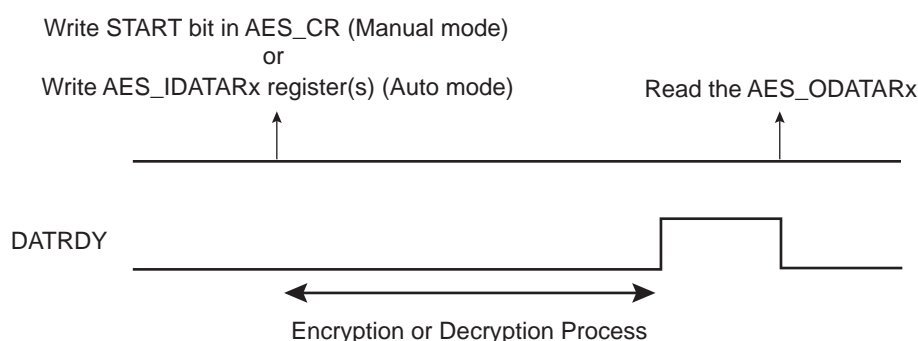 Write START bit in AES_CR (Manual mode)
or
Write AES_IDATARx register(s) (Auto mode)
Read the AES_ODATARx
DATRDY
Encryption or Decryption Process